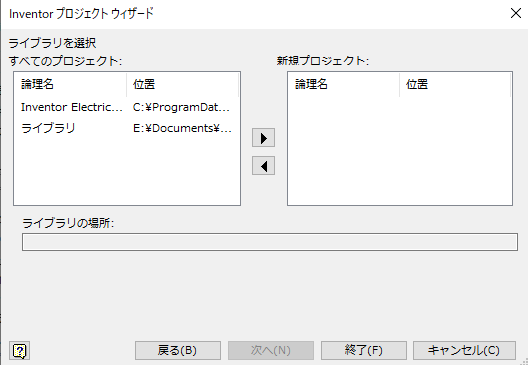 Inventor プロジェクト ウィザード
ライブラリを選択
すべてのプロジェクト: 新規プロジェクト:
論理名 位置 論理名 位置
Inventor Electric... C:¥ProgramDat...
ライブラリ E:¥Documents¥...
ライブラリの場所:
戻る(B) 次へ(N) 終了(F) キャンセル(C)